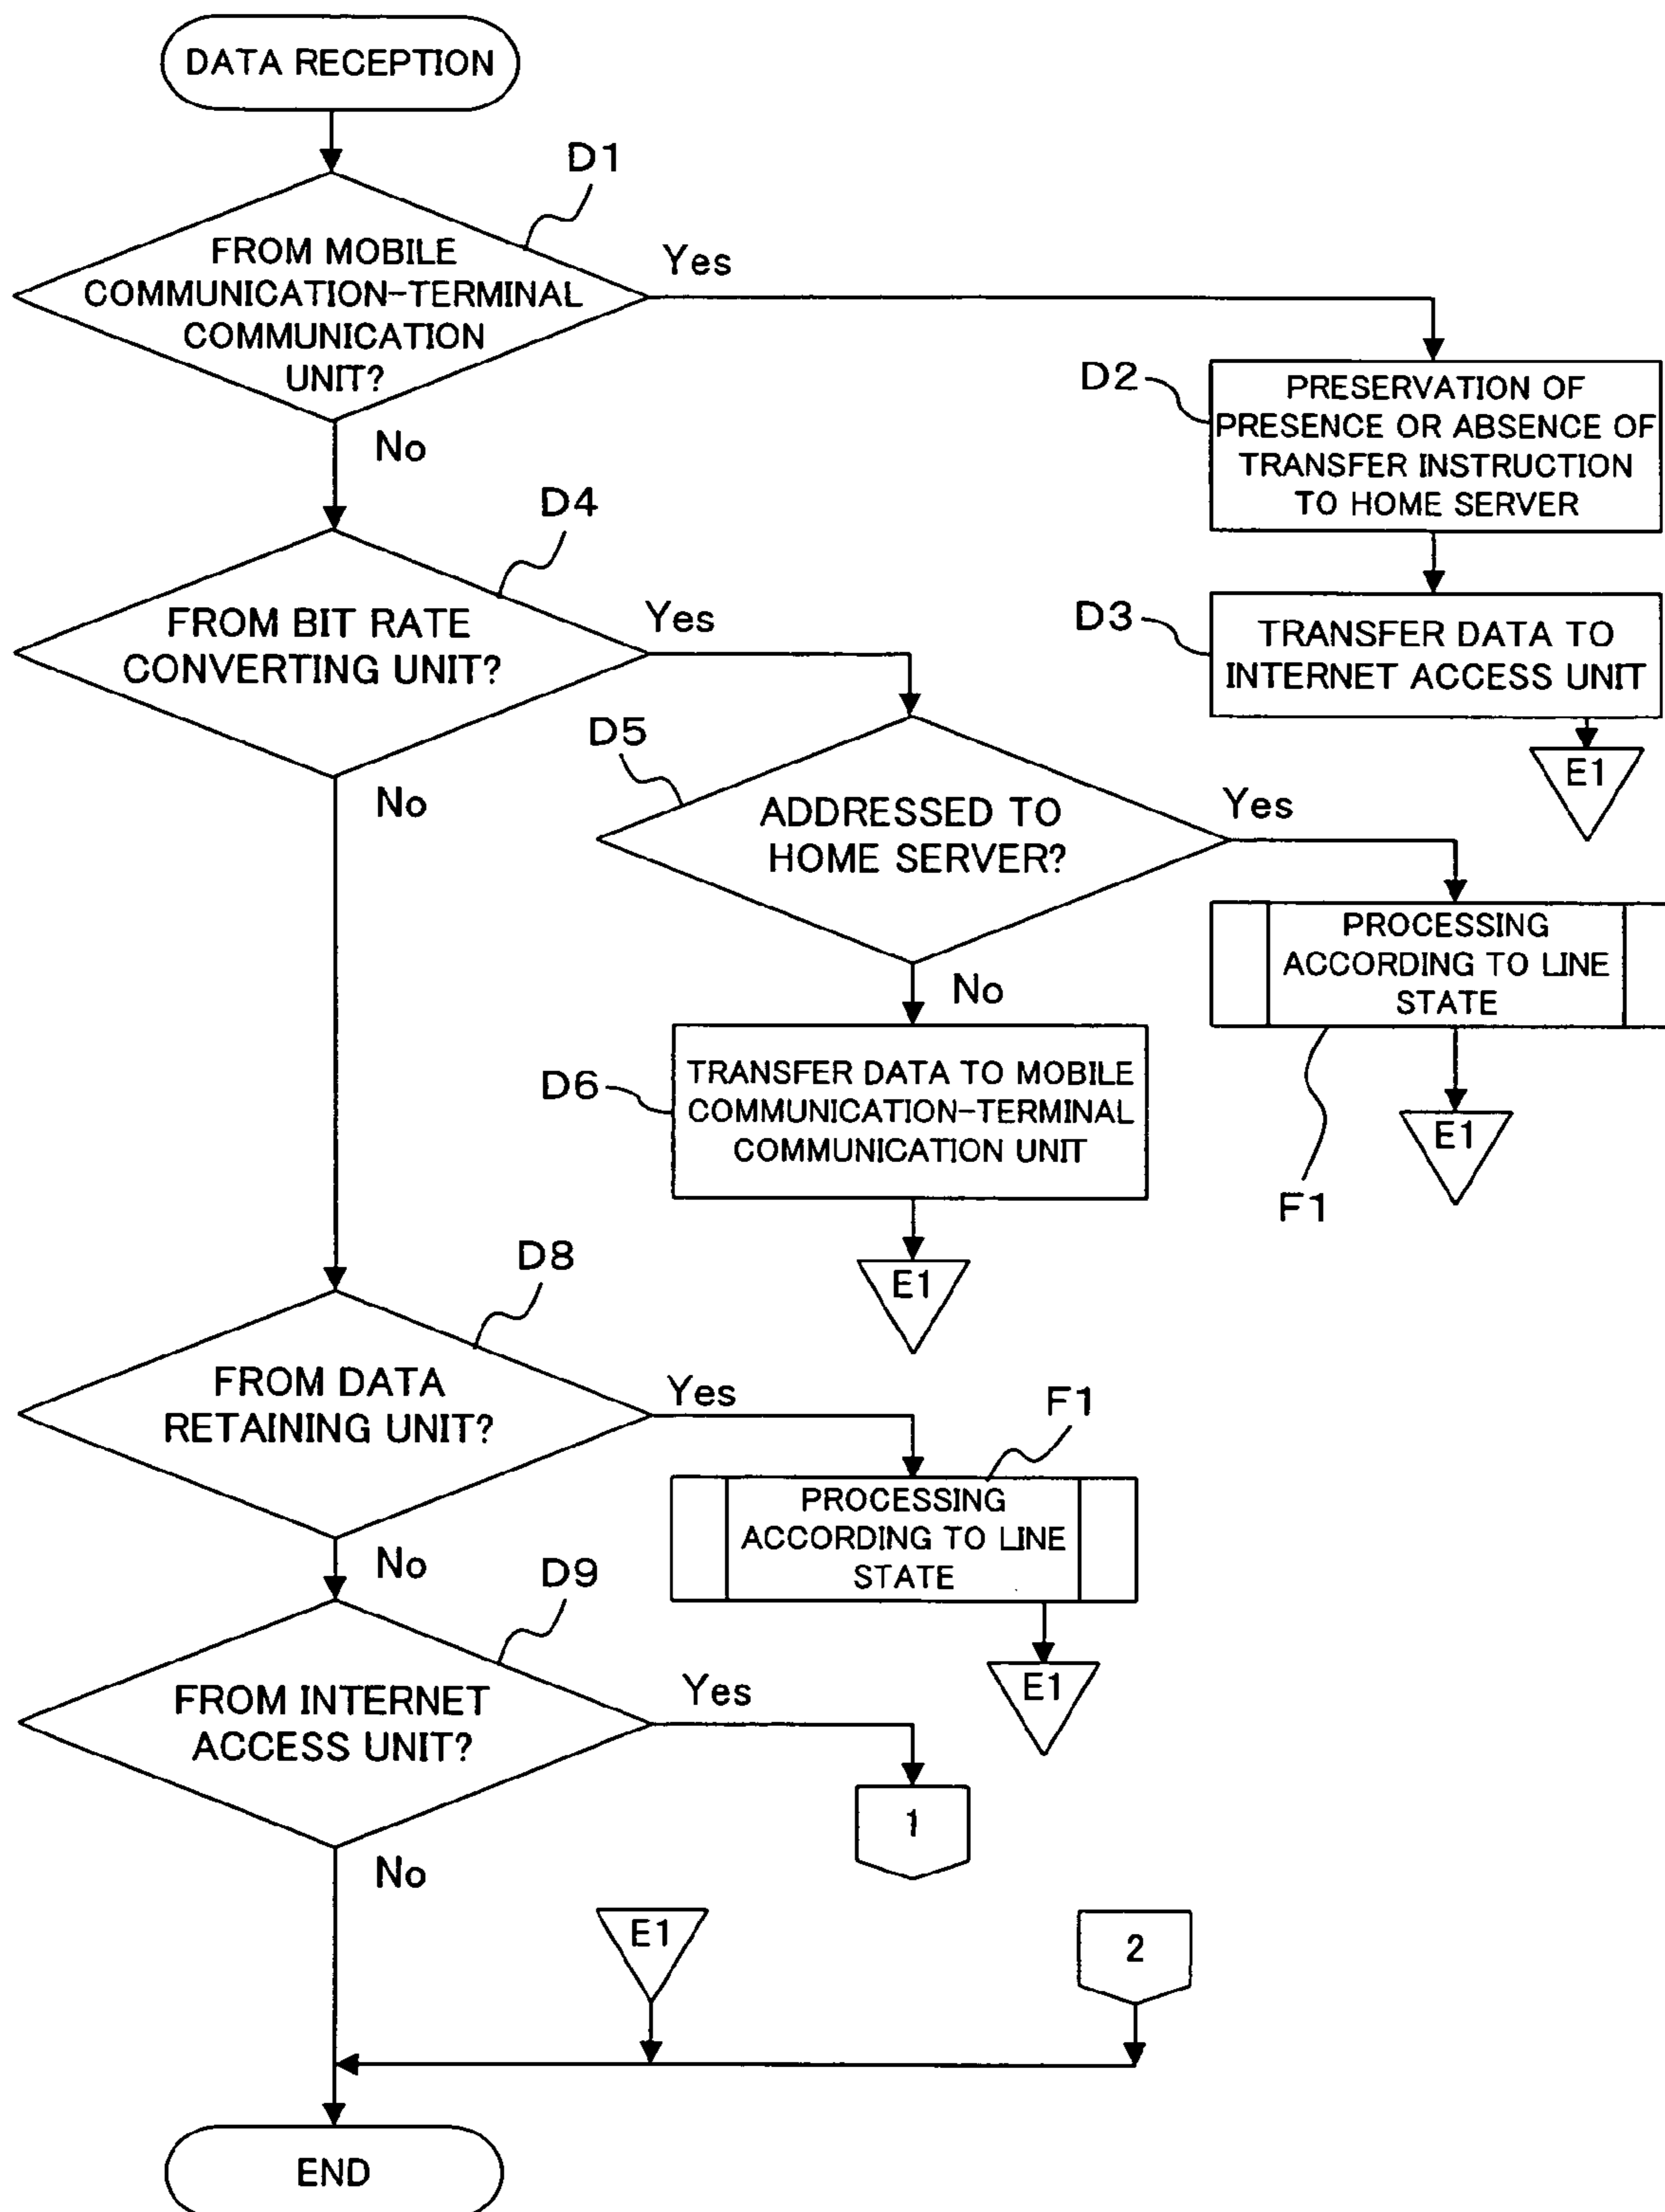 DATA RECEPTION
D1
FROM MOBILE
COMMUNICATION-TERMINAL
COMMUNICATION
UNIT?
Yes
No
D2
PRESERVATION OF
PRESENCE OR ABSENCE OF
TRANSFER INSTRUCTION
TO HOME SERVER
D3
TRANSFER DATA TO
INTERNET ACCESS UNIT
E1
D4
FROM BIT RATE
CONVERTING UNIT?
Yes
No
D5
ADDRESSED TO
HOME SERVER?
Yes
No
PROCESSING
ACCORDING TO LINE
STATE
F1
E1
D6
TRANSFER DATA TO MOBILE
COMMUNICATION-TERMINAL
COMMUNICATION UNIT
E1
D8
FROM DATA
RETAINING UNIT?
Yes
No
F1
PROCESSING
ACCORDING TO LINE
STATE
E1
D9
FROM INTERNET
ACCESS UNIT?
Yes
No
1
E1
2
END